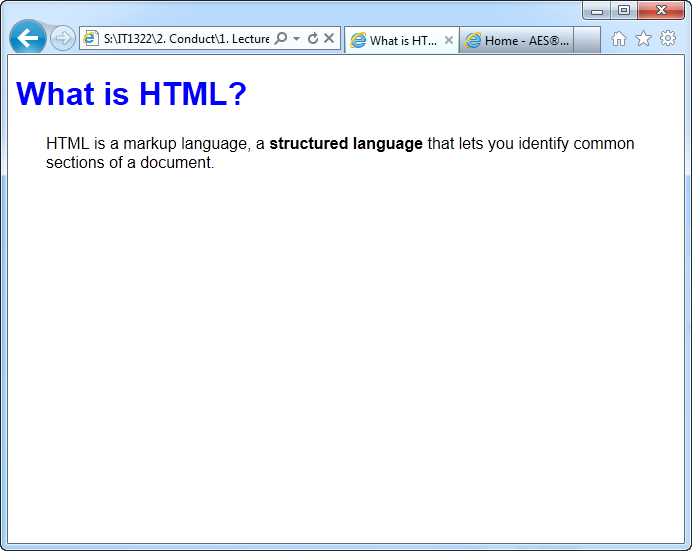 S:\IT1322\2. Conduct\1. Lecture
What is HT...
Home - AES®...
What is HTML?
HTML is a markup language, a structured language that lets you identify common
sections of a document.